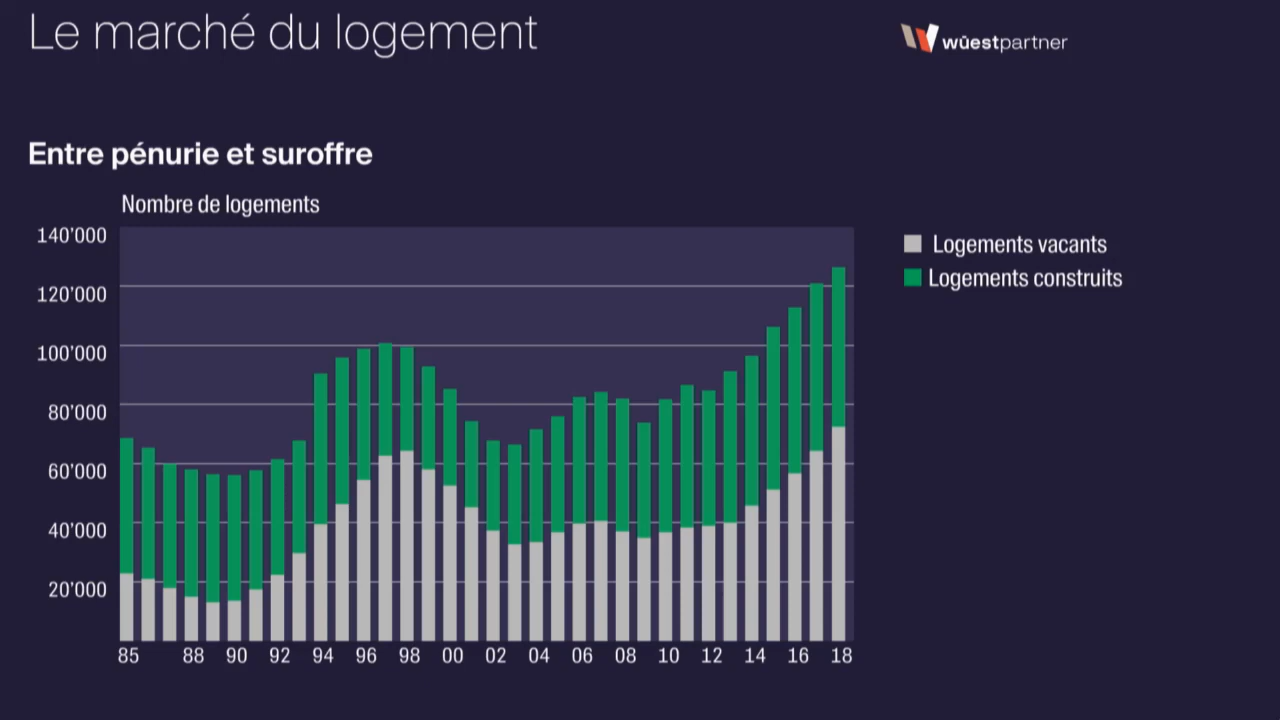 Le marché du logement
wüestpartner
Entre pénurie et suroffre
Nombre de logements
140’000
120’000
100’000
80’000
60’000
40’000
20’000
85 88 90 92 94 96 98 00 02 04 06 08 10 12 14 16 18
Logements vacants
Logements construits